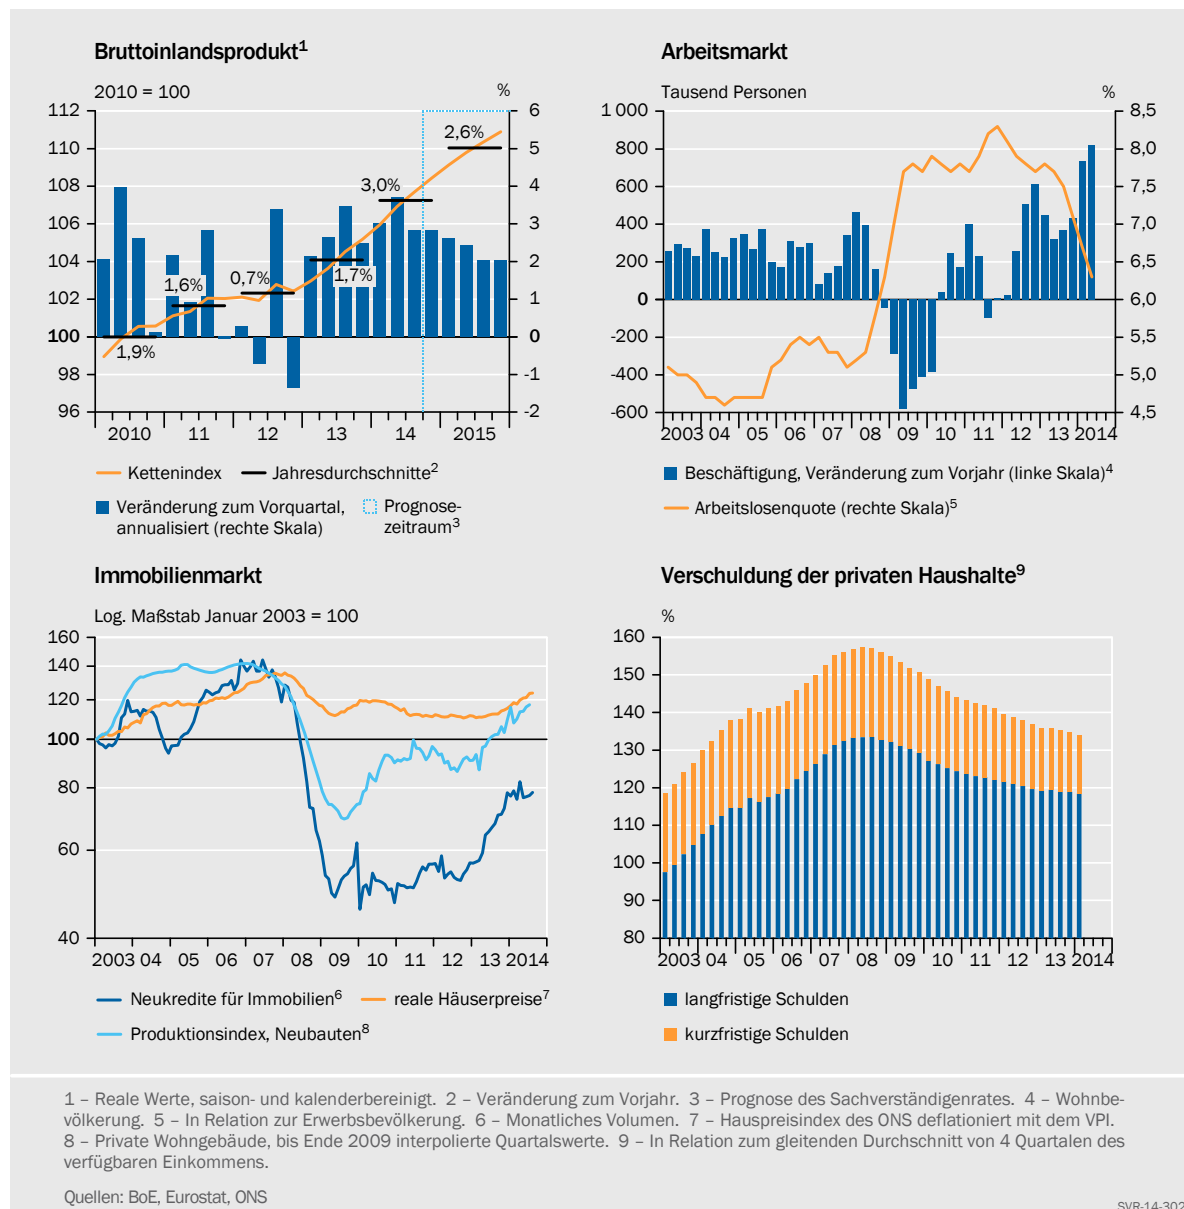 Bruttoinlandsprodukt1
2010 = 100
%
112
110
108
106
104
102
100
98
96
6
5
4
3
2
1
0
-1
-2
1,9%
1,6%
0,7%
1,7%
3,0%
2,6%
2010 11 12 13 14 2015
Kettenindex Jahresdurchschnitte2
Veränderung zum Vorquartal,
annualisiert (rechte Skala)
Prognose-
zeitraum3
Arbeitsmarkt
Tausend Personen
%
1 000
800
600
400
200
0
-200
-400
-600
8,5
8,0
7,5
7,0
6,5
6,0
5,5
5,0
4,5
2003 04 05 06 07 08 09 10 11 12 13 2014
Beschäftigung, Veränderung zum Vorjahr (linke Skala)4
Arbeitslosenquote (rechte Skala)5
Immobilienmarkt
Log. Maßstab Januar 2003 = 100
160
140
120
100
80
60
40
2003 04 05 06 07 08 09 10 11 12 13 2014
Neukredite für Immobilien6 reale Häuserpreise7
Produktionsindex, Neubauten8
Verschuldung der privaten Haushalte9
%
160
150
140
130
120
110
100
90
80
2003 04 05 06 07 08 09 10 11 12 13 2014
langfristige Schulden
kurzfristige Schulden
1 – Reale Werte, saison- und kalenderbereinigt. 2 – Veränderung zum Vorjahr. 3 – Prognose des Sachverständigenrates. 4 – Wohnbe-
völkerung. 5 – In Relation zur Erwerbsbevölkerung. 6 – Monatliches Volumen. 7 – Hauspreisindex des ONS deflationiert mit dem VPI.
8 – Private Wohngebäude, bis Ende 2009 interpolierte Quartalswerte. 9 – In Relation zum gleitenden Durchschnitt von 4 Quartalen des
verfügbaren Einkommens.
Quellen: BoE, Eurostat, ONS
SVR-14-302